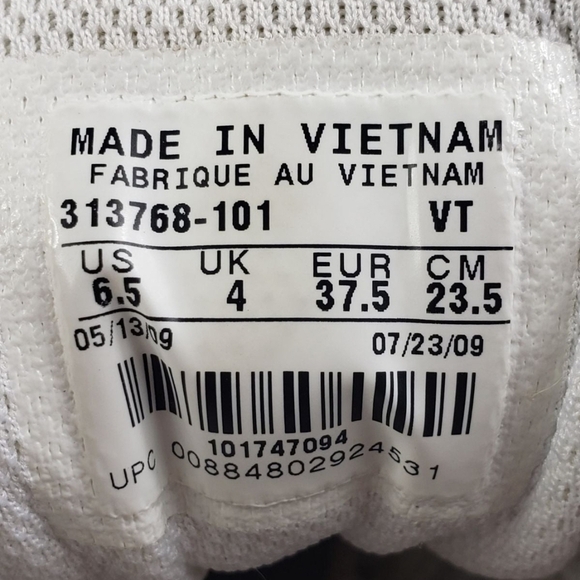 MADE IN VIETNAM
FABRIQUE AU VIETNAM
313768-101 VT
US UK EUR CM
6.5 4 37.5 23.5
05/13/09 07/23/09
101747094
UPC 00884802924531